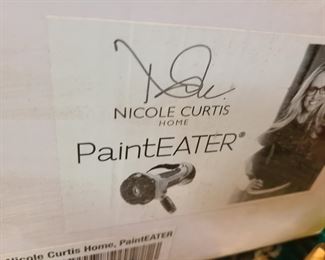 NICOLE CURTIS
HOME
PaintEATER®
Nicole Curtis Home, PaintEATER